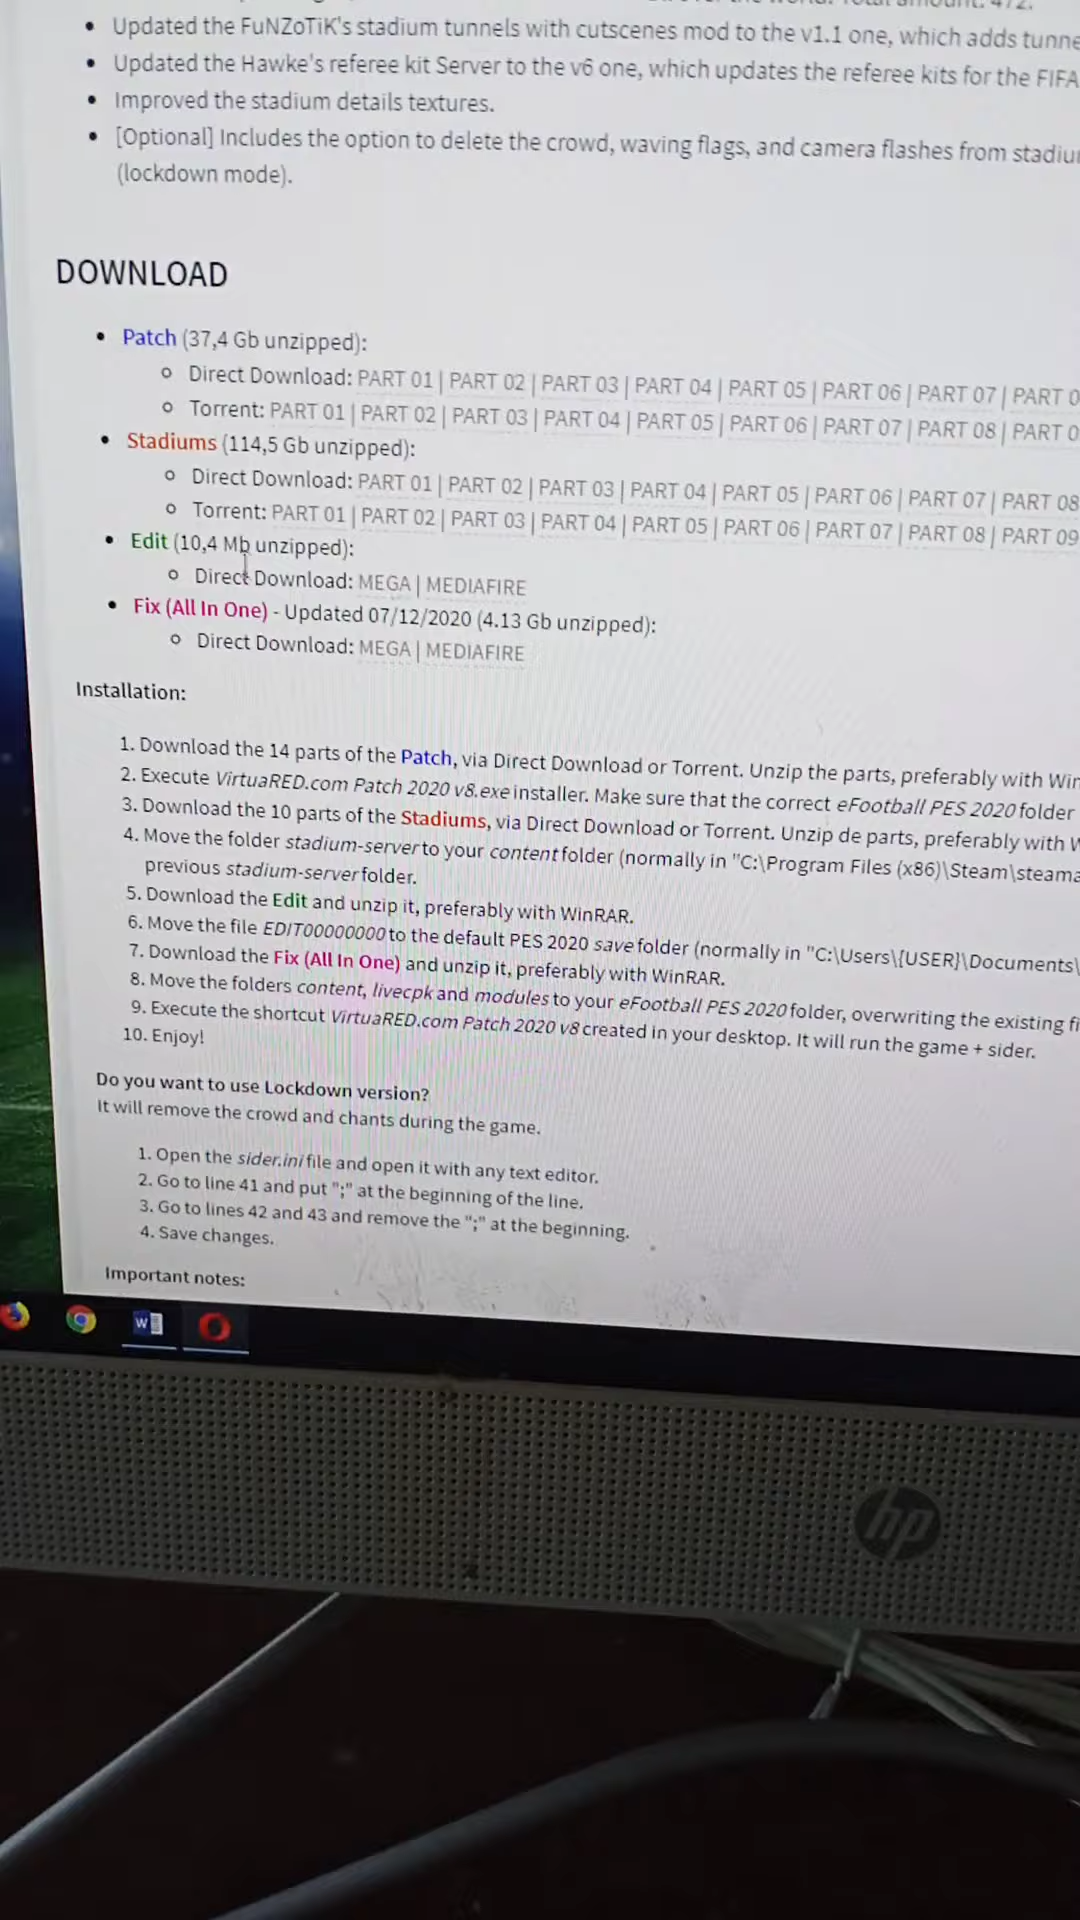 Updated the FuNZoTiK's stadium tunnels with cutscenes mod to the v1.1 one, which adds tunne
Updated the Hawke's referee kit Server to the v6 one, which updates the referee kits for the FIFA
Improved the stadium details textures.
[Optional] Includes the option to delete the crowd, waving flags, and camera flashes from stadiu
(lockdown mode).
DOWNLOAD
Patch (37,4 Gb unzipped):
Direct Download: PART 01 | PART 02 | PART 03 | PART 04 | PART 05 | PART 06 | PART 07 | PART 0
Torrent: PART 01 | PART 02 | PART 03 | PART 04 | PART 05 | PART 06 | PART 07 | PART 08 | PART 0
Stadiums (114,5 Gb unzipped):
Direct Download: PART 01 | PART 02 | PART 03 | PART 04 | PART 05 | PART 06 | PART 07 | PART 08
Torrent: PART 01 | PART 02 | PART 03 | PART 04 | PART 05 | PART 06 | PART 07 | PART 08 | PART 09
Edit (10,4 Mb unzipped):
Direct Download: MEGA | MEDIAFIRE
Fix (All In One) - Updated 07/12/2020 (4.13 Gb unzipped):
Direct Download: MEGA | MEDIAFIRE
Installation:
1. Download the 14 parts of the Patch, via Direct Download or Torrent. Unzip the parts, preferably with Win
2. Execute VirtuaRED.com Patch 2020 v8.exe installer. Make sure that the correct eFootball PES 2020 folder
3. Download the 10 parts of the Stadiums, via Direct Download or Torrent. Unzip de parts, preferably with W
4. Move the folder stadium-server to your content folder (normally in "C:\Program Files (x86)\Steam\steama
previous stadium-server folder.
5. Download the Edit and unzip it, preferably with WinRAR.
6. Move the file EDIT00000000 to the default PES 2020 save folder (normally in "C:\Users\{USER}\Documents\
7. Download the Fix (All In One) and unzip it, preferably with WinRAR.
8. Move the folders content, livecpk and modules to your eFootball PES 2020 folder, overwriting the existing fi
9. Execute the shortcut VirtuaRED.com Patch 2020 v8 created in your desktop. It will run the game + sider.
10. Enjoy!
Do you want to use Lockdown version?
It will remove the crowd and chants during the game.
1. Open the sider.ini file and open it with any text editor.
2. Go to line 41 and put ";" at the beginning of the line.
3. Go to lines 42 and 43 and remove the ";" at the beginning.
4. Save changes.
Important notes:
W
hp